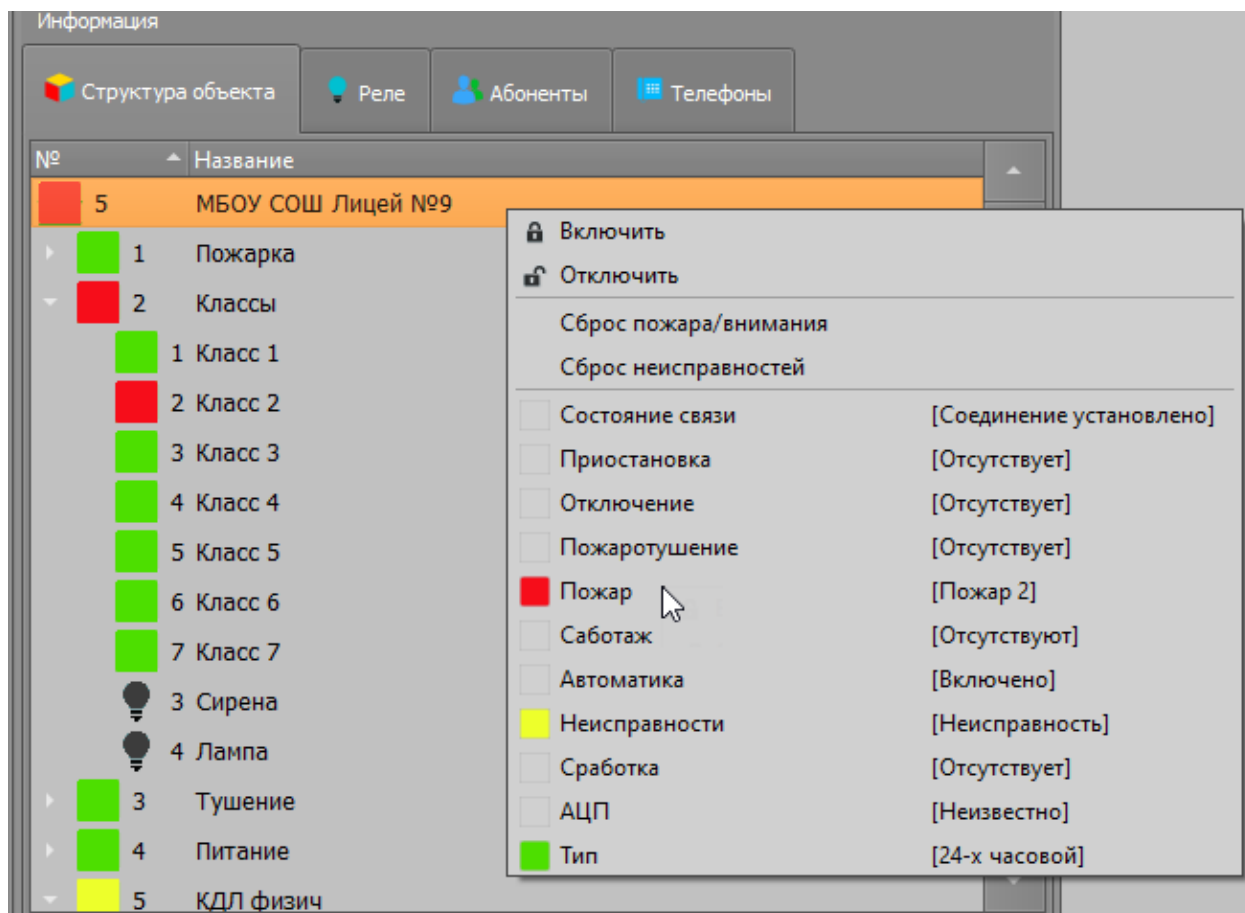 Информация
Структура объекта Реле Абоненты Телефоны
№ Название
5 МБОУ СОШ Лицей №9
1 Пожарка
2 Классы
1 Класс 1
2 Класс 2
3 Класс 3
4 Класс 4
5 Класс 5
6 Класс 6
7 Класс 7
3 Сирена
4 Лампа
3 Тушение
4 Питание
5 КДЛ физич
Включить
Отключить
Сброс пожара/внимания
Сброс неисправностей
Состояние связи [Соединение установлено]
Приостановка [Отсутствует]
Отключение [Отсутствует]
Пожаротушение [Отсутствует]
Пожар [Пожар 2]
Саботаж [Отсутствуют]
Автоматика [Включено]
Неисправности [Неисправность]
Сработка [Отсутствует]
АЦП [Неизвестно]
Тип [24-х часовой]